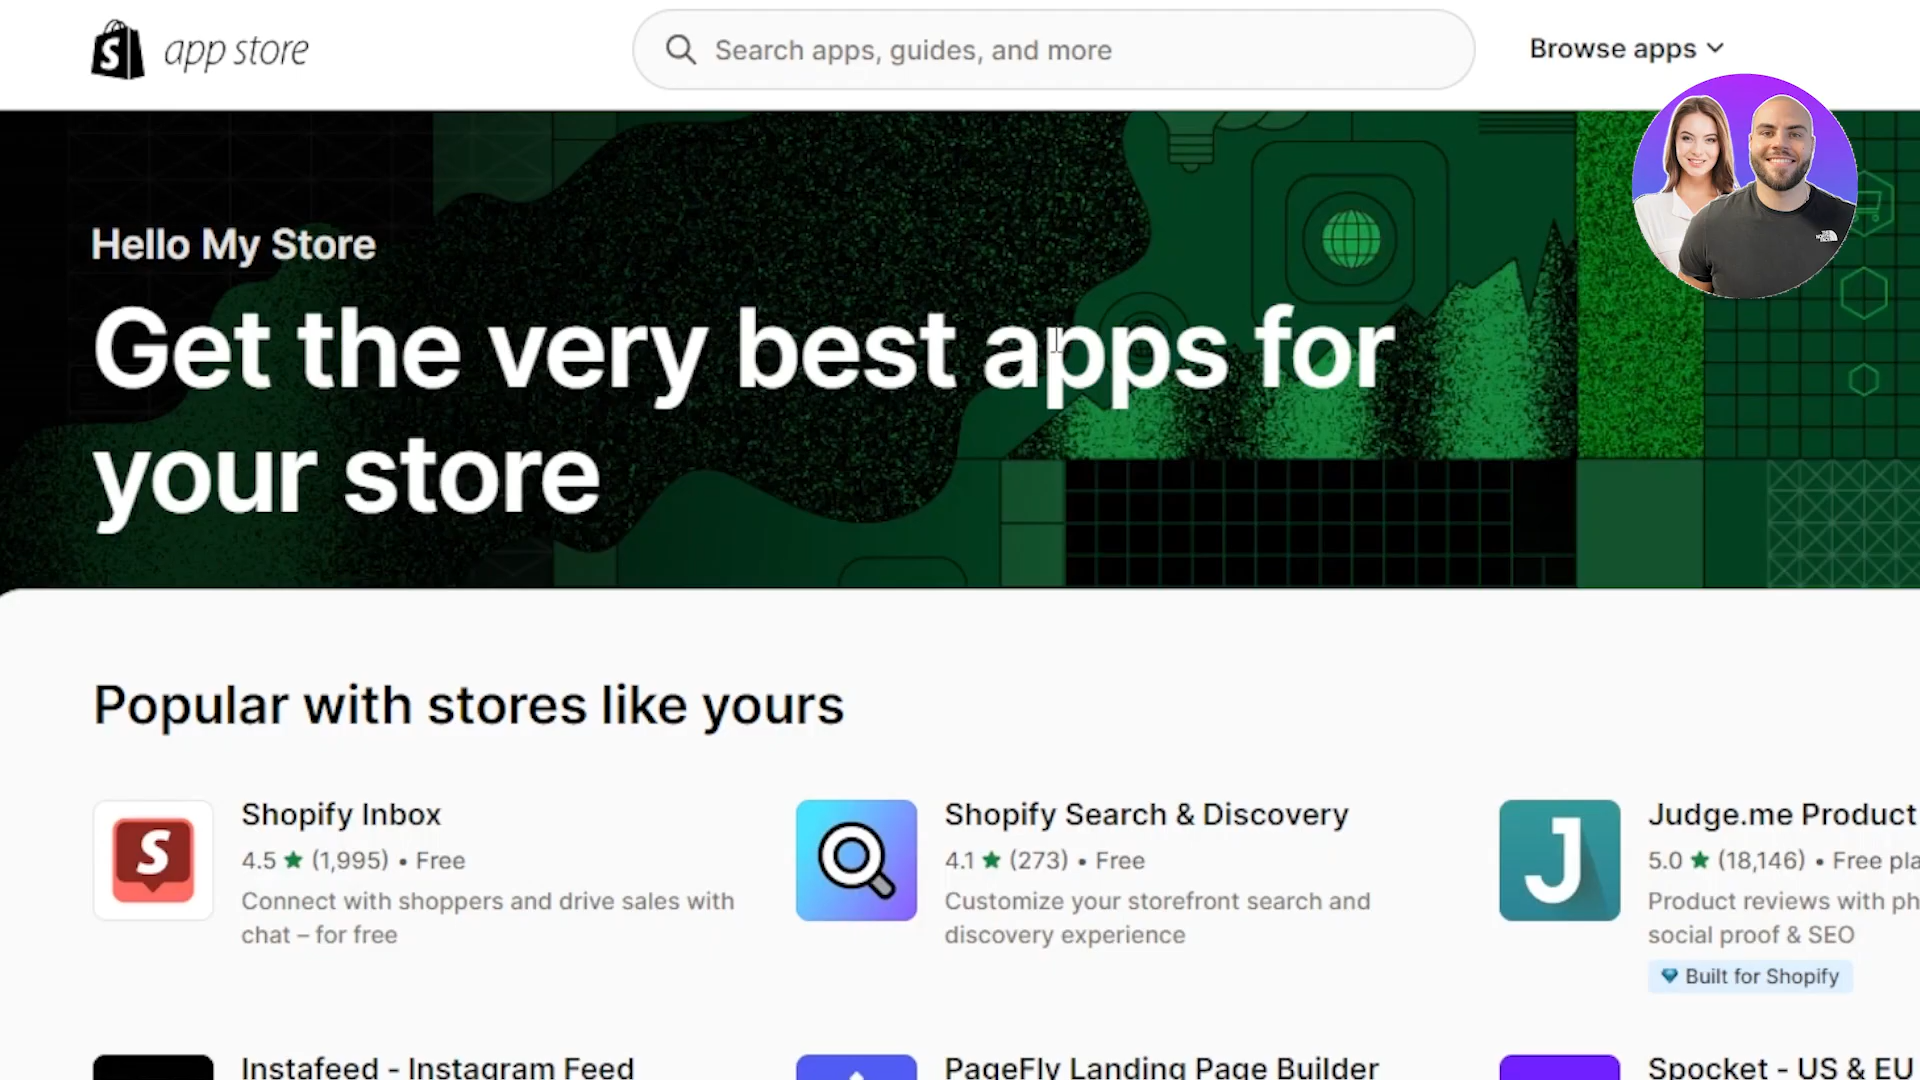 S app store
Search apps, guides, and more
Browse apps
Hello My Store
Get the very best apps for
your store
THE NORTH FACE
Popular with stores like yours
Shopify Inbox
4.5 ★ (1,995) • Free
Connect with shoppers and drive sales with
chat – for free
Shopify Search & Discovery
4.1 ★ (273) • Free
Customize your storefront search and
discovery experience
J
Judge.me Product
5.0 ★ (18,146) • Free pla
Product reviews with ph
social proof & SEO
Built for Shopify
Instafeed - Instagram Feed
PageFly Landing Page Builder
Spocket - US & EU